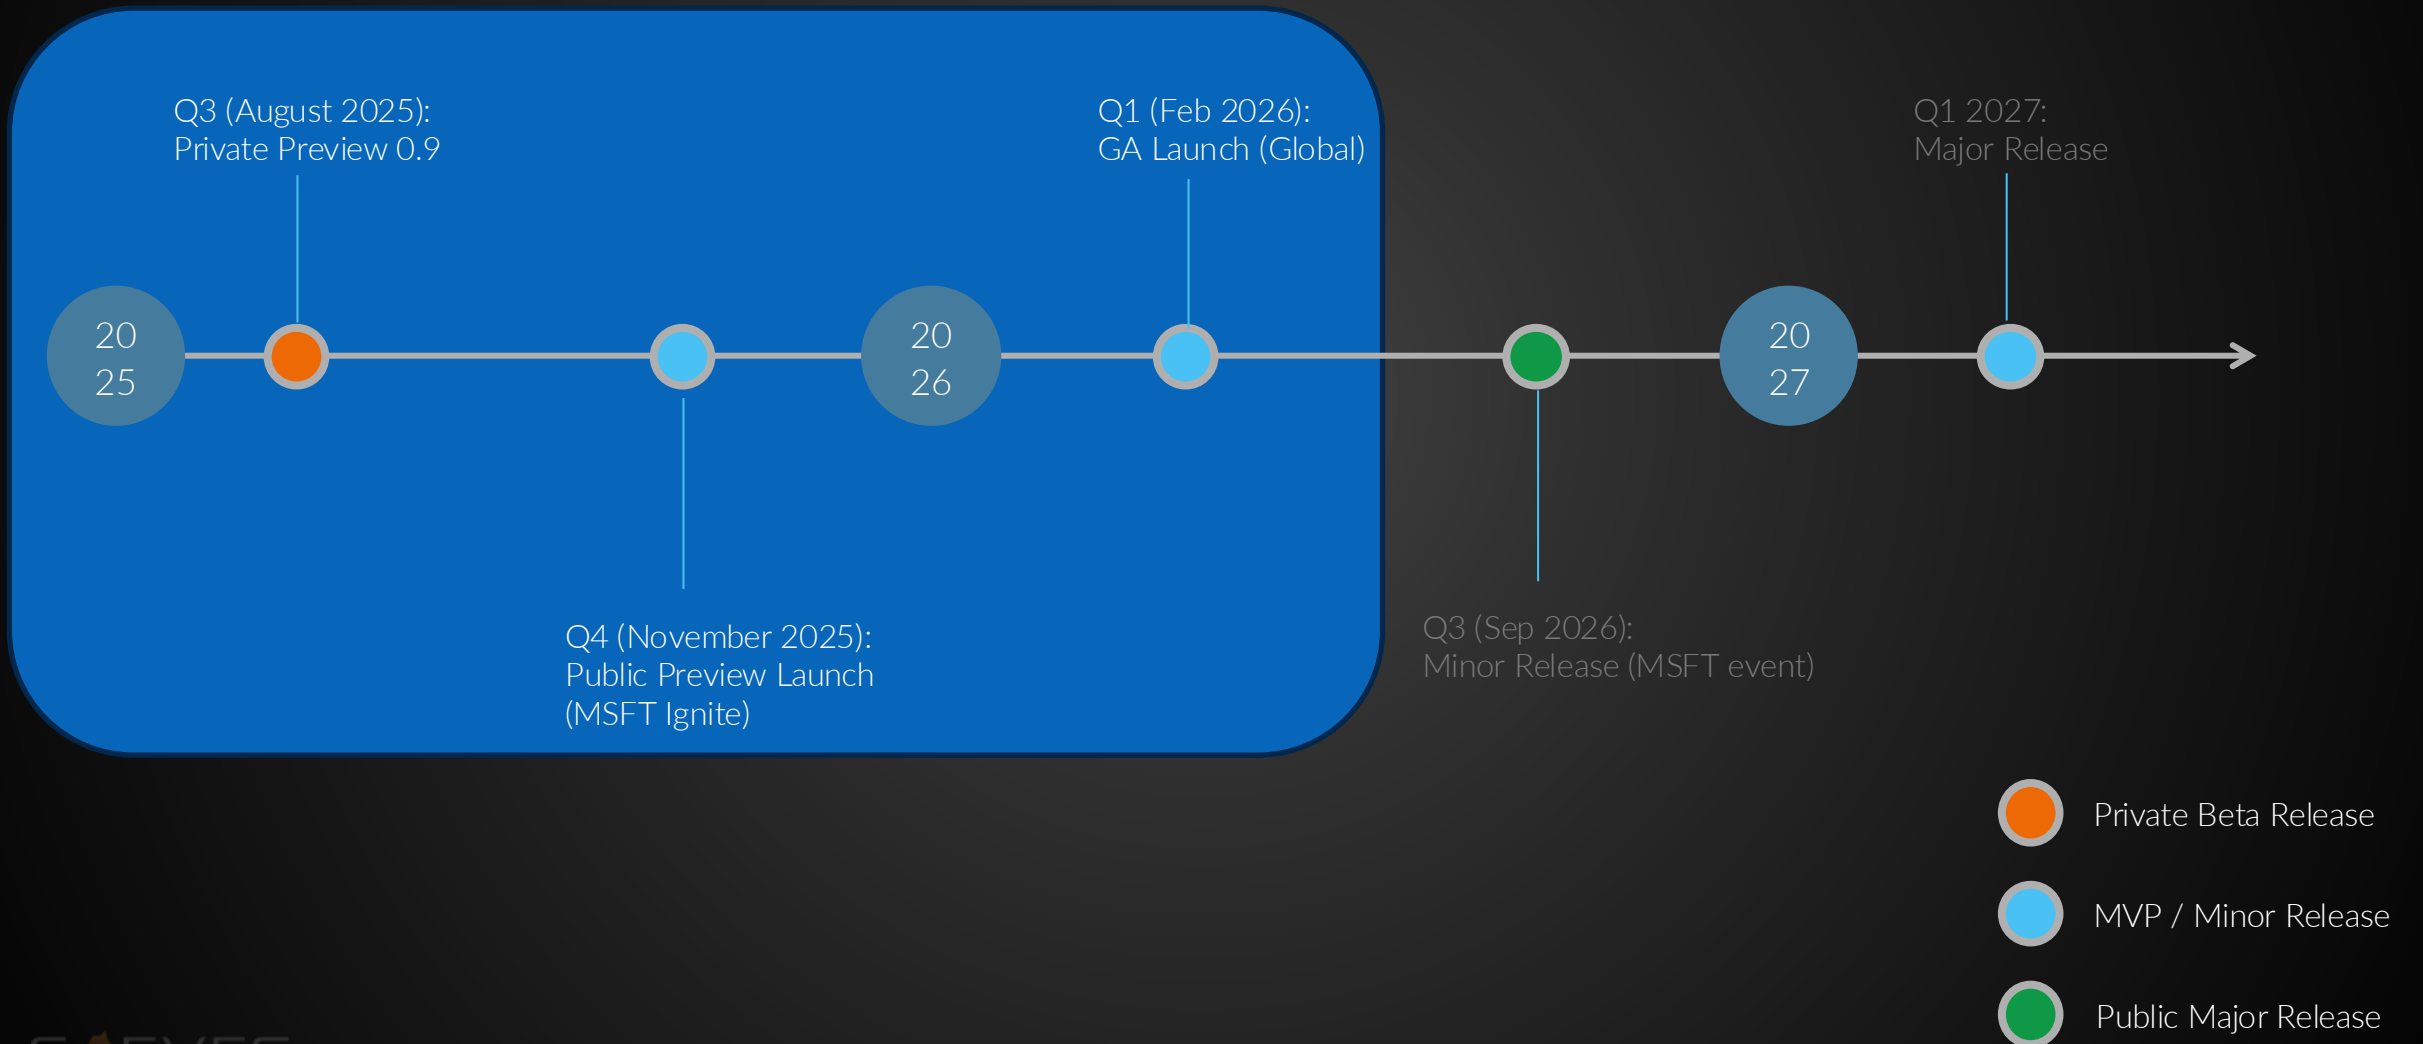 Q3 (August 2025):
Private Preview 0.9
Q1 (Feb 2026):
GA Launch (Global)
Q1 2027:
Major Release
20
25
20
26
20
27
Q4 (November 2025):
Public Preview Launch
(MSFT Ignite)
Q3 (Sep 2026):
Minor Release (MSFT event)
Private Beta Release
MVP / Minor Release
Public Major Release